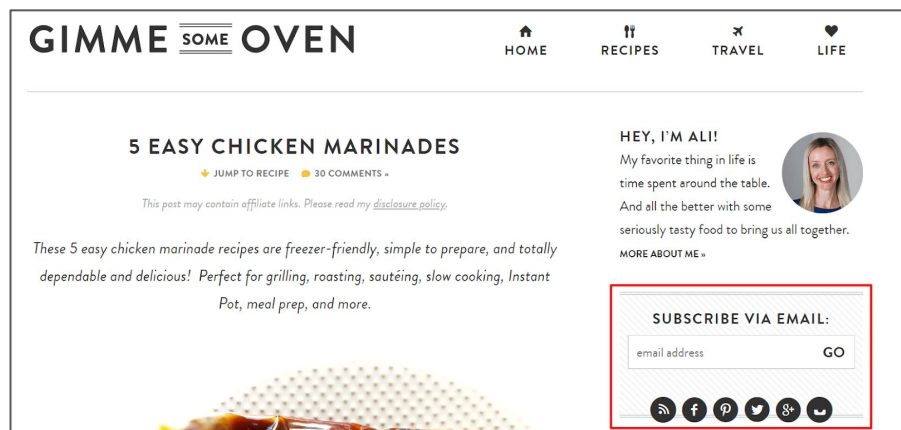 GIMME SOME OVEN
HOME RECIPES TRAVEL LIFE
5 EASY CHICKEN MARINADES
JUMP TO RECIPE 30 COMMENTS »
This post may contain affiliate links. Please read my disclosure policy.
These 5 easy chicken marinade recipes are freezer-friendly, simple to prepare, and totally
dependable and delicious! Perfect for grilling, roasting, sautéing, slow cooking, Instant
Pot, meal prep, and more.
HEY, I'M ALI!
My favorite thing in life is
time spent around the table.
And all the better with some
seriously tasty food to bring us all together.
MORE ABOUT ME »
SUBSCRIBE VIA EMAIL:
email address GO